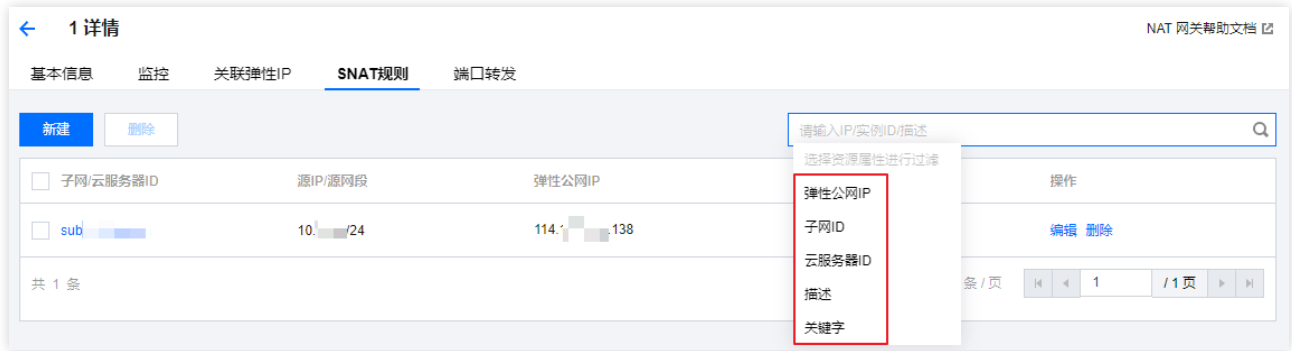 ← 1 详情 NAT 网关帮助文档
基本信息 监控 关联弹性IP SNAT规则 端口转发
新建 删除 请输入IP/实例ID/描述
选择资源属性进行过滤
子网/云服务器ID 源IP/源网段 弹性公网IP 操作
弹性公网IP
sub 10. /24 114. .138 编辑 删除
子网ID
云服务器ID
共 1 条 条/页 1 /1页
描述
关键字